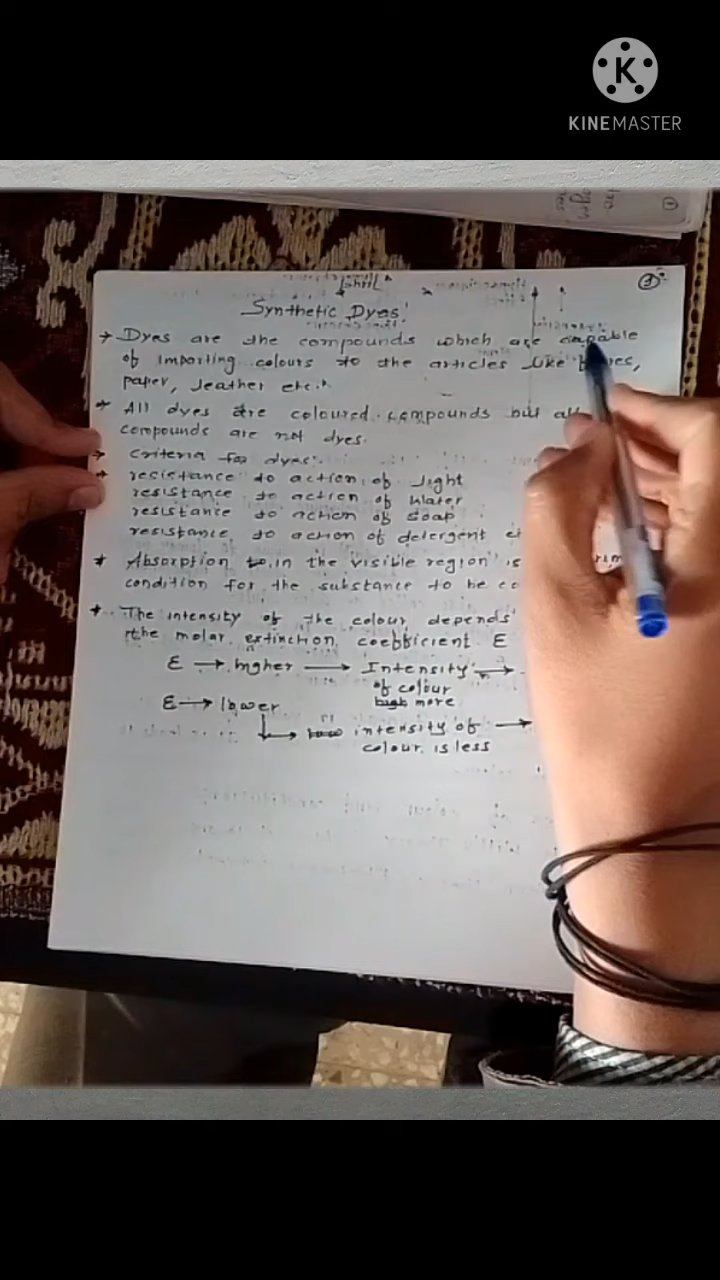 KINEMASTER
①
Synthetic Dyes:
→ Dyes are the compounds which are capable
of imparting colours to the articles like
paper, leather etc.
* All dyes are coloured compounds but
compounds are not dyes.
→ Criteria for dyes:
* resistance to action of light
resistance to action of water
resistance to action of soap
resistance to action of detergent
* Absorption in the visible region is
condition for the substance to be
* The intensity of the colour depends
the molar extinction coefficient E
E → higher → Intensity →
of colour
more
E → lower
↳ intensity of →
colour is less